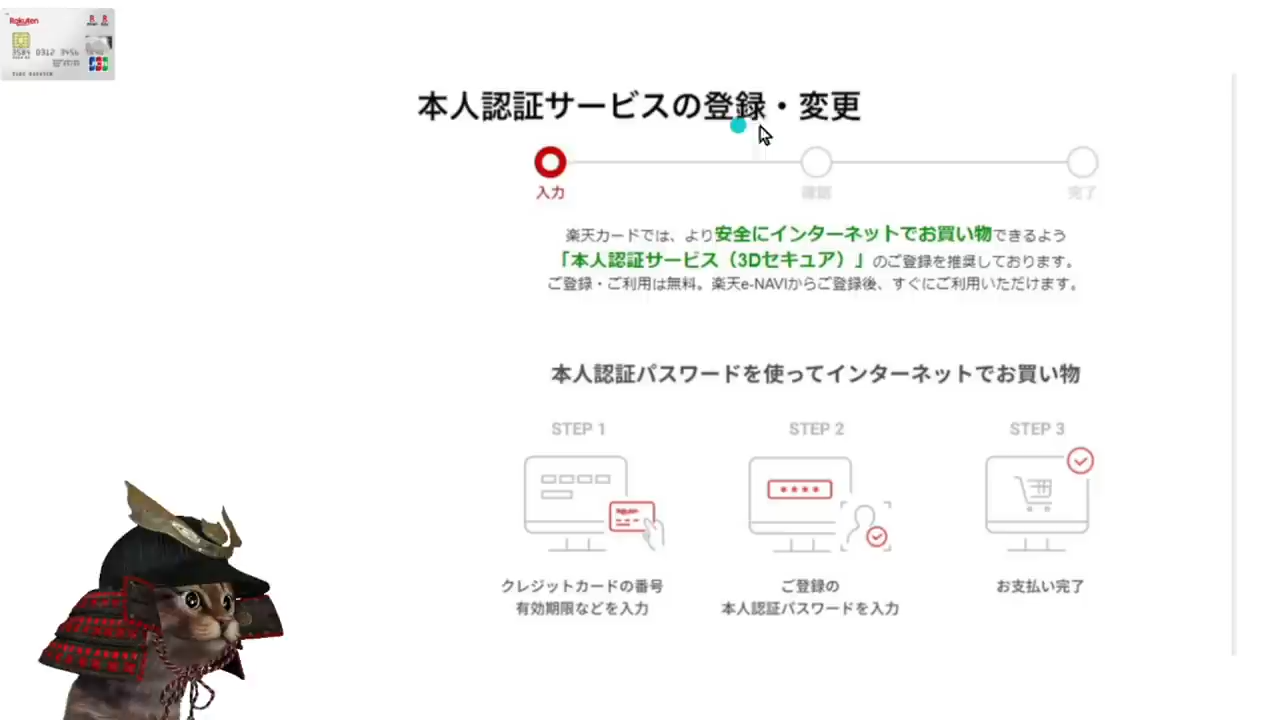 Rakuten
3584 0312 3456
本人認証サービスの登録・変更
入力
確認
完了
楽天カードでは、より安全にインターネットでお買い物できるよう
「本人認証サービス（3Dセキュア）」のご登録を推奨しております。
ご登録・ご利用は無料。楽天e-NAVIからご登録後、すぐにご利用いただけます。
本人認証パスワードを使ってインターネットでお買い物
STEP 1
STEP 2
STEP 3
Rakuten
****
クレジットカードの番号
有効期限などを入力
ご登録の
本人認証パスワードを入力
お支払い完了
JCB